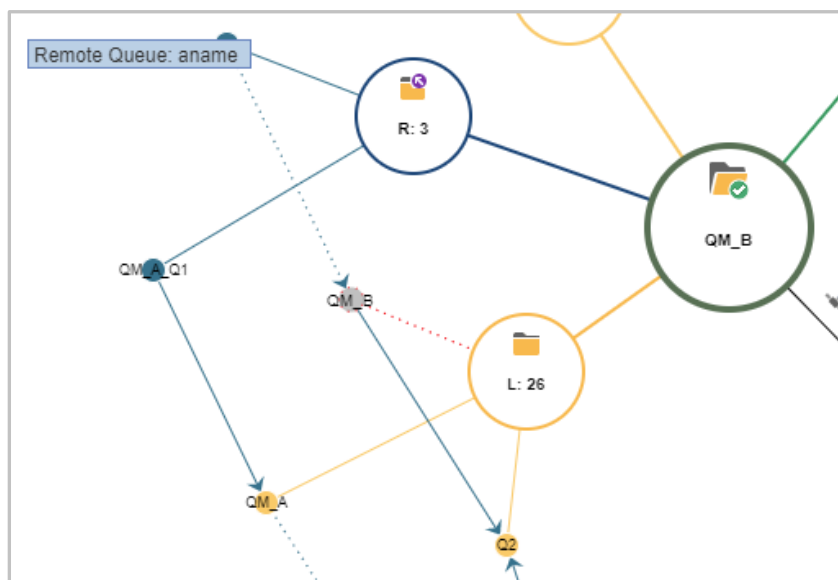 Remote Queue: aname
R: 3
QM_B
QM_A_Q1
QM_B
L: 26
QM_A
Q2